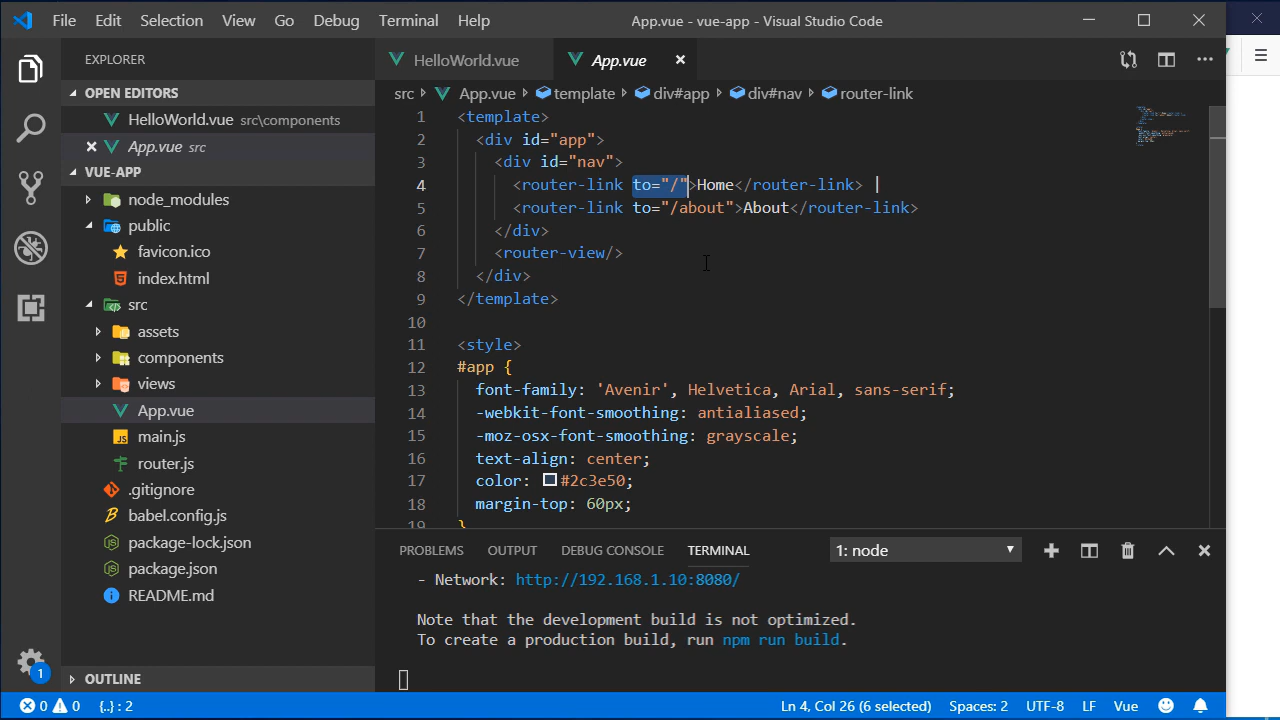 File Edit Selection View Go Debug Terminal Help App.vue - vue-app - Visual Studio Code
EXPLORER
OPEN EDITORS
HelloWorld.vue src\components
App.vue src
VUE-APP
node_modules
public
favicon.ico
index.html
src
assets
components
views
App.vue
main.js
router.js
.gitignore
babel.config.js
package-lock.json
package.json
README.md
OUTLINE
HelloWorld.vue App.vue
src App.vue template div#app div#nav router-link
1 <template>
2 <div id="app">
3 <div id="nav">
4 <router-link to="/">Home</router-link> |
5 <router-link to="/about">About</router-link>
6 </div>
7 <router-view/>
8 </div>
9 </template>
10
11 <style>
12 #app {
13 font-family: 'Avenir', Helvetica, Arial, sans-serif;
14 -webkit-font-smoothing: antialiased;
15 -moz-osx-font-smoothing: grayscale;
16 text-align: center;
17 color: #2c3e50;
18 margin-top: 60px;
19 }
PROBLEMS OUTPUT DEBUG CONSOLE TERMINAL 1: node
- Network: http://192.168.1.10:8080/
Note that the development build is not optimized.
To create a production build, run npm run build.
1
0 0 {..} : 2 Ln 4, Col 26 (6 selected) Spaces: 2 UTF-8 LF Vue